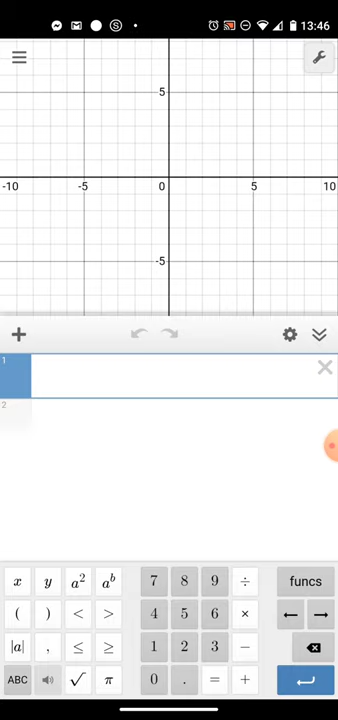 13:46
5
-10 -5 0 5 10
-5
1
2
x y a² aᵇ 7 8 9 ÷ funcs
( ) < > 4 5 6 × ← →
|a| , ≤ ≥ 1 2 3 −
ABC √ π 0 . = +